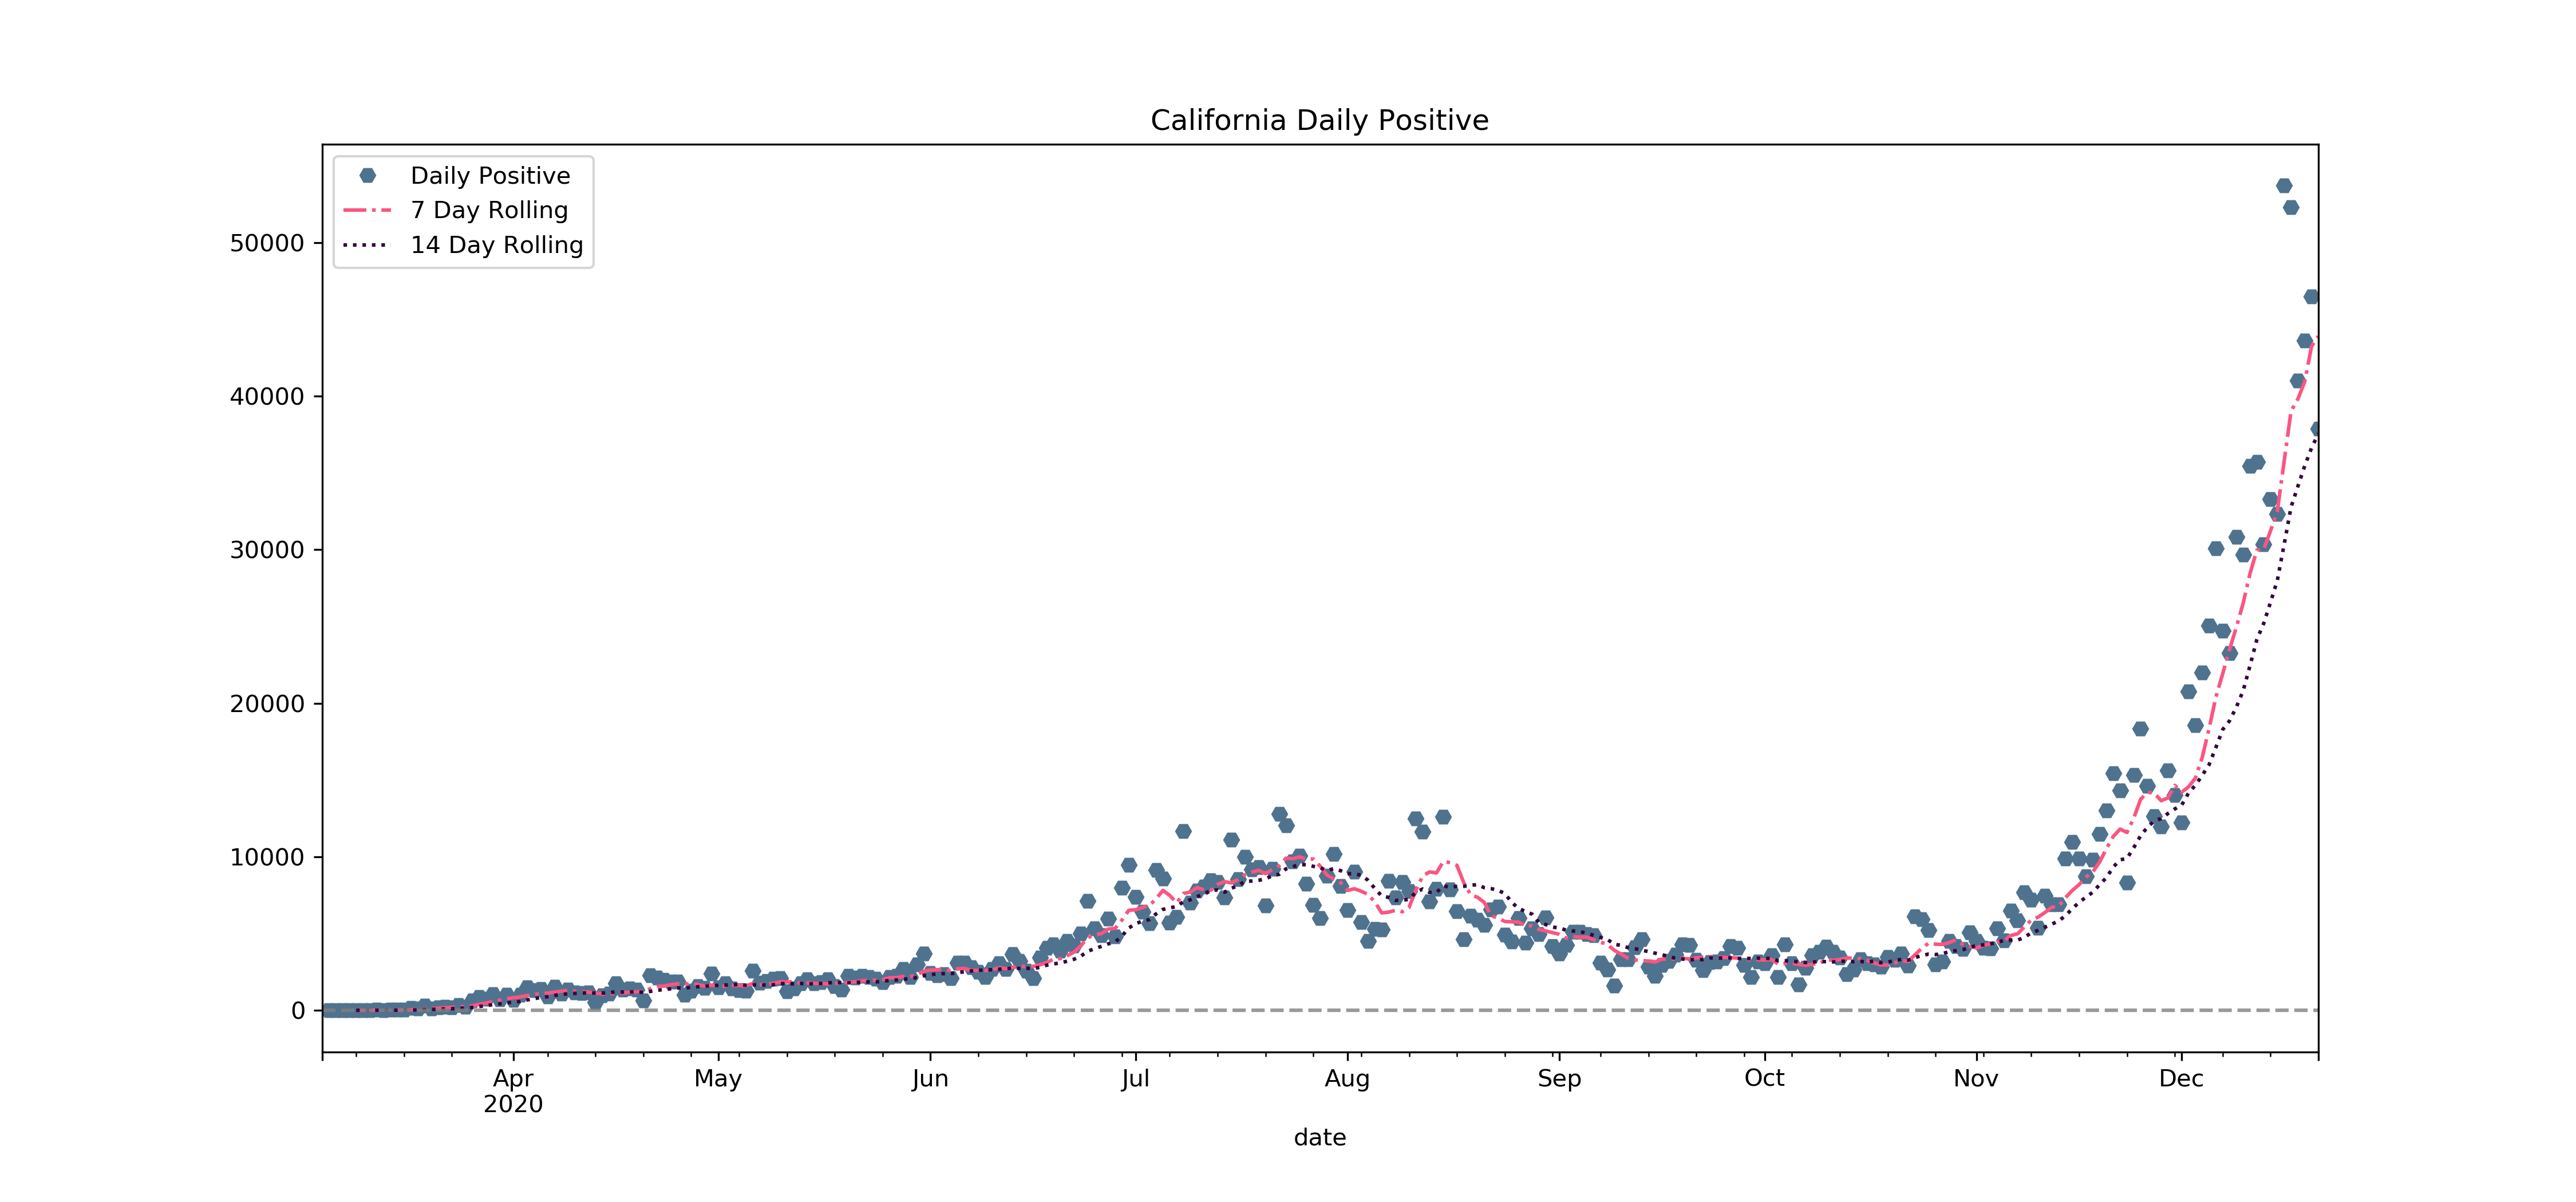 California Daily Positive
Daily Positive
7 Day Rolling
14 Day Rolling
50000
40000
30000
20000
10000
0
Apr May Jun Jul Aug Sep Oct Nov Dec
2020
date